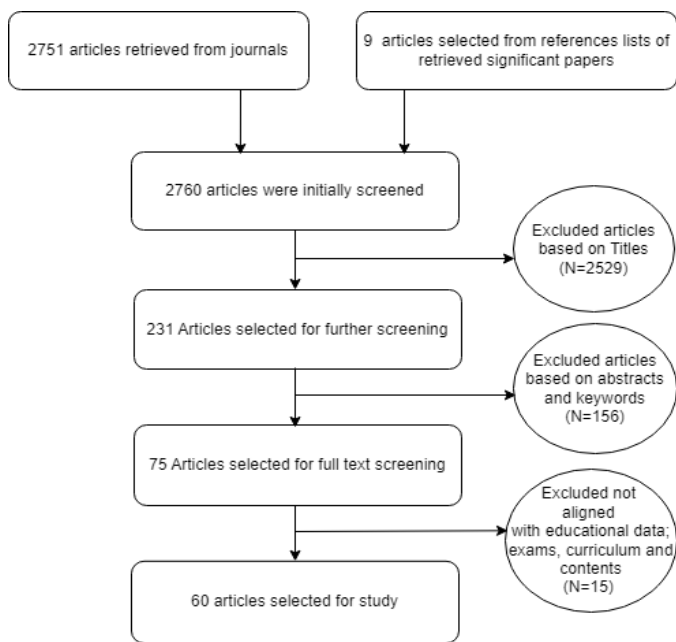 2751 articles retrieved from journals
9 articles selected from references lists of
retrieved significant papers
2760 articles were initially screened
Excluded articles
based on Titles
(N=2529)
231 Articles selected for further screening
Excluded articles
based on abstracts
and keywords
(N=156)
75 Articles selected for full text screening
Excluded not
aligned
with educational data;
exams, curriculum and
contents
(N=15)
60 articles selected for study